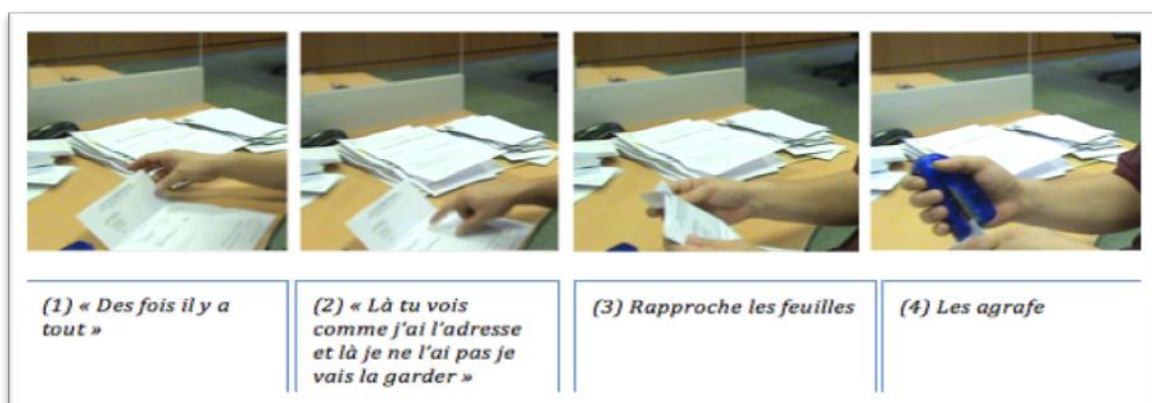 (1) « Des fois il y a
tout »
(2) « Là tu vois
comme j'ai l'adresse
et là je ne l'ai pas je
vais la garder »
(3) Rapproche les feuilles
(4) Les agrafe